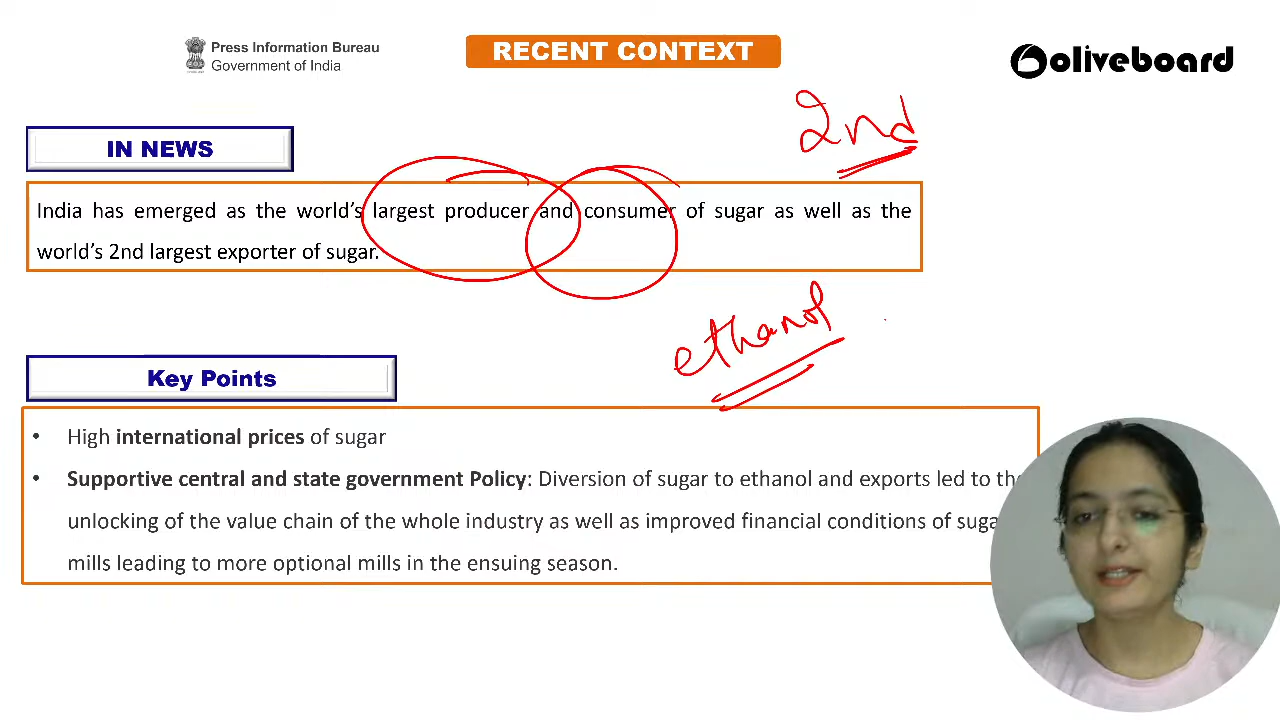 Press Information Bureau
Government of India
RECENT CONTEXT
oliveboard
2nd
IN NEWS
India has emerged as the world's largest producer and consumer of sugar as well as the
world's 2nd largest exporter of sugar.
ethanol
Key Points
• High international prices of sugar
• Supportive central and state government Policy: Diversion of sugar to ethanol and exports led to the
unlocking of the value chain of the whole industry as well as improved financial conditions of suga
mills leading to more optional mills in the ensuing season.